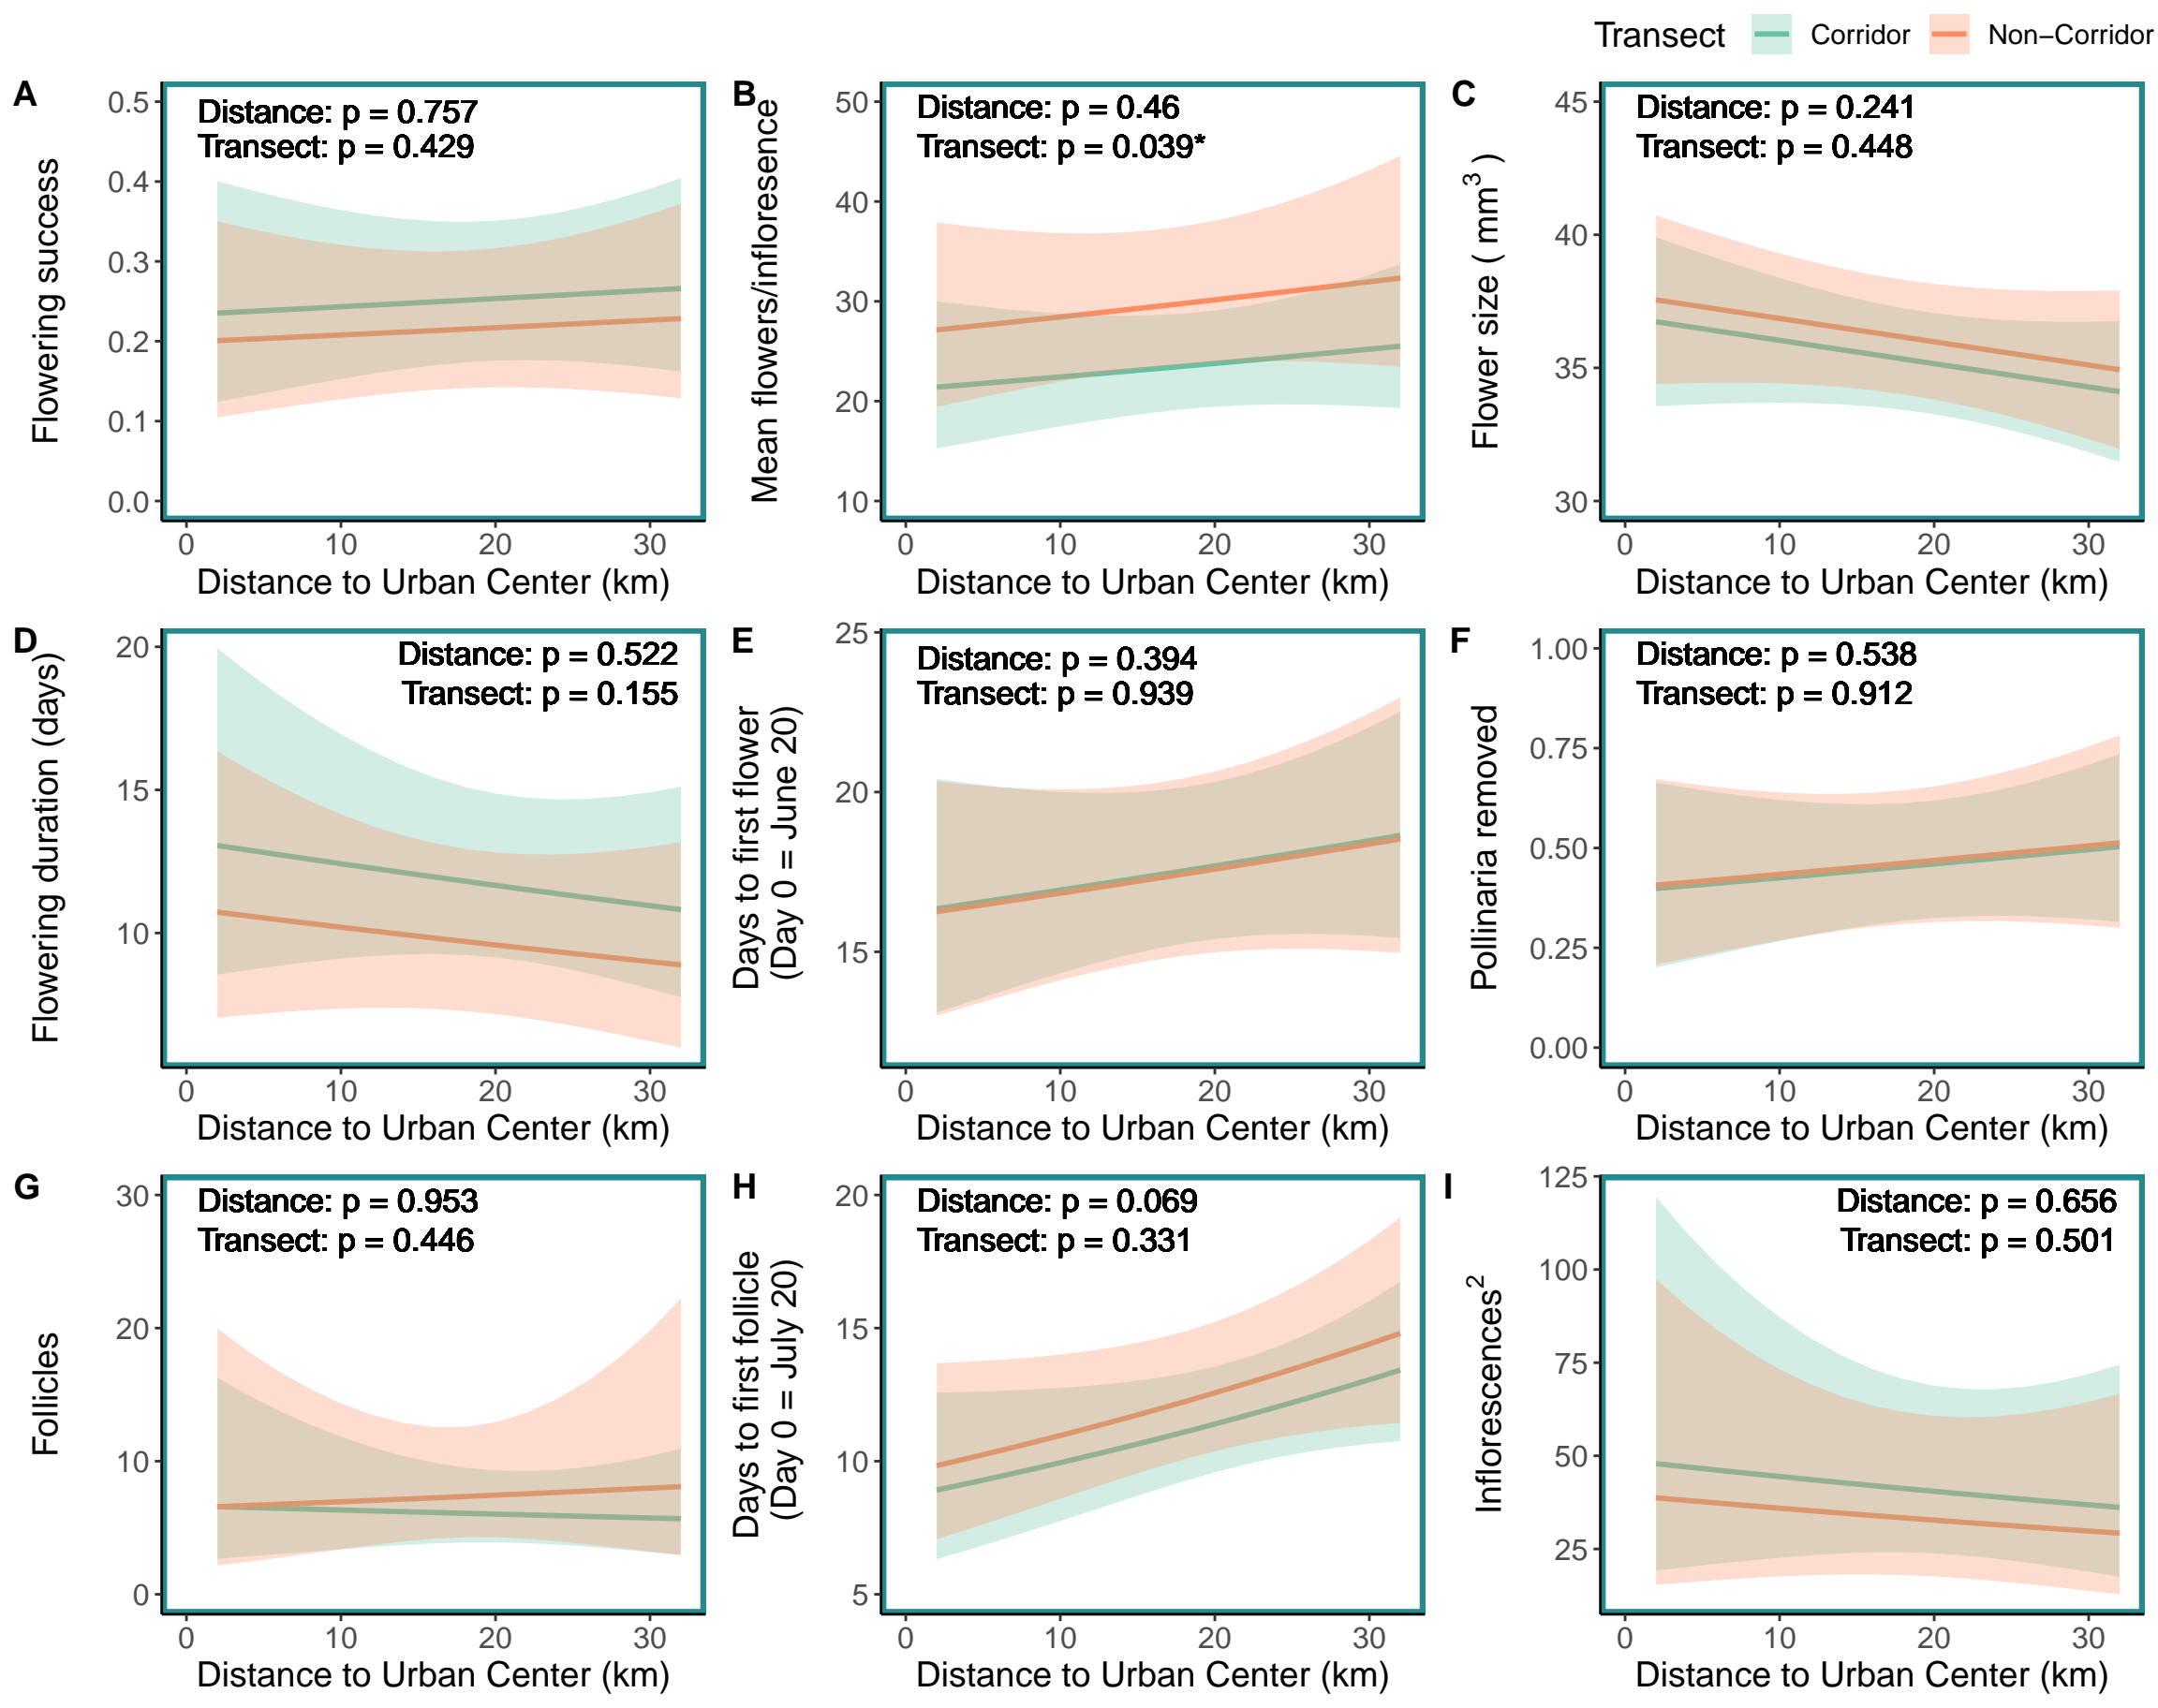 Transect Corridor Non−Corridor
A
Distance: p = 0.757
Transect: p = 0.429
Flowering success
0.5
0.4
0.3
0.2
0.1
0.0
0 10 20 30
Distance to Urban Center (km)
B
Distance: p = 0.46
Transect: p = 0.039*
Mean flowers/infloresence
50
40
30
20
10
0 10 20 30
Distance to Urban Center (km)
C
Distance: p = 0.241
Transect: p = 0.448
Flower size ( mm³ )
45
40
35
30
0 10 20 30
Distance to Urban Center (km)
D
Distance: p = 0.522
Transect: p = 0.155
Flowering duration (days)
20
15
10
0 10 20 30
Distance to Urban Center (km)
E
Distance: p = 0.394
Transect: p = 0.939
Days to first flower
(Day 0 = June 20)
25
20
15
0 10 20 30
Distance to Urban Center (km)
F
Distance: p = 0.538
Transect: p = 0.912
Pollinaria removed
1.00
0.75
0.50
0.25
0.00
0 10 20 30
Distance to Urban Center (km)
G
Distance: p = 0.953
Transect: p = 0.446
Follicles
30
20
10
0
0 10 20 30
Distance to Urban Center (km)
H
Distance: p = 0.069
Transect: p = 0.331
Days to first follicle
(Day 0 = July 20)
20
15
10
5
0 10 20 30
Distance to Urban Center (km)
I
Distance: p = 0.656
Transect: p = 0.501
Inflorescences²
125
100
75
50
25
0 10 20 30
Distance to Urban Center (km)